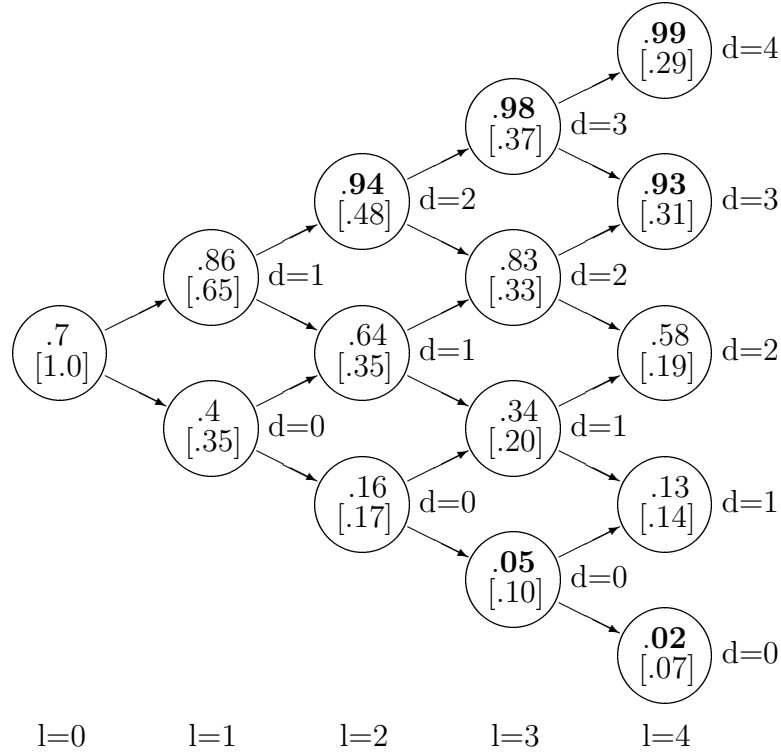 .99
[.29]
d=4
.98
[.37]
d=3
.94
[.48]
d=2
.93
[.31]
d=3
.86
[.65]
d=1
.83
[.33]
d=2
.7
[1.0]
.64
[.35]
d=1
.58
[.19]
d=2
.4
[.35]
d=0
.34
[.20]
d=1
.16
[.17]
d=0
.13
[.14]
d=1
.05
[.10]
d=0
.02
[.07]
d=0
l=0 l=1 l=2 l=3 l=4